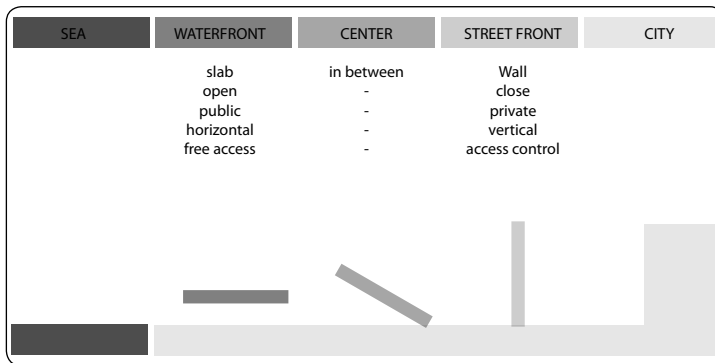 SEA WATERFRONT CENTER STREET FRONT CITY
slab in between Wall
open - close
public - private
horizontal - vertical
free access - access control